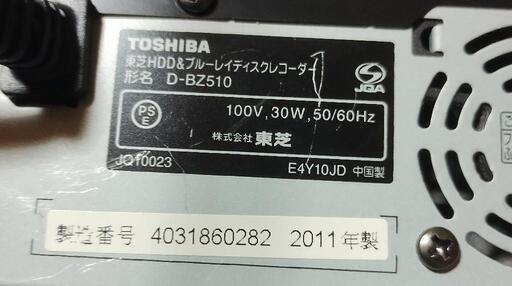 TOSHIBA
東芝HDD&ブルーレイディスクレコーダー
形名 D-BZ510
JQA
PS
E
100V, 30W, 50/60Hz
株式会社 東芝
JQ10023
E4Y10JD 中国製
製造番号 4031860282 2011年製